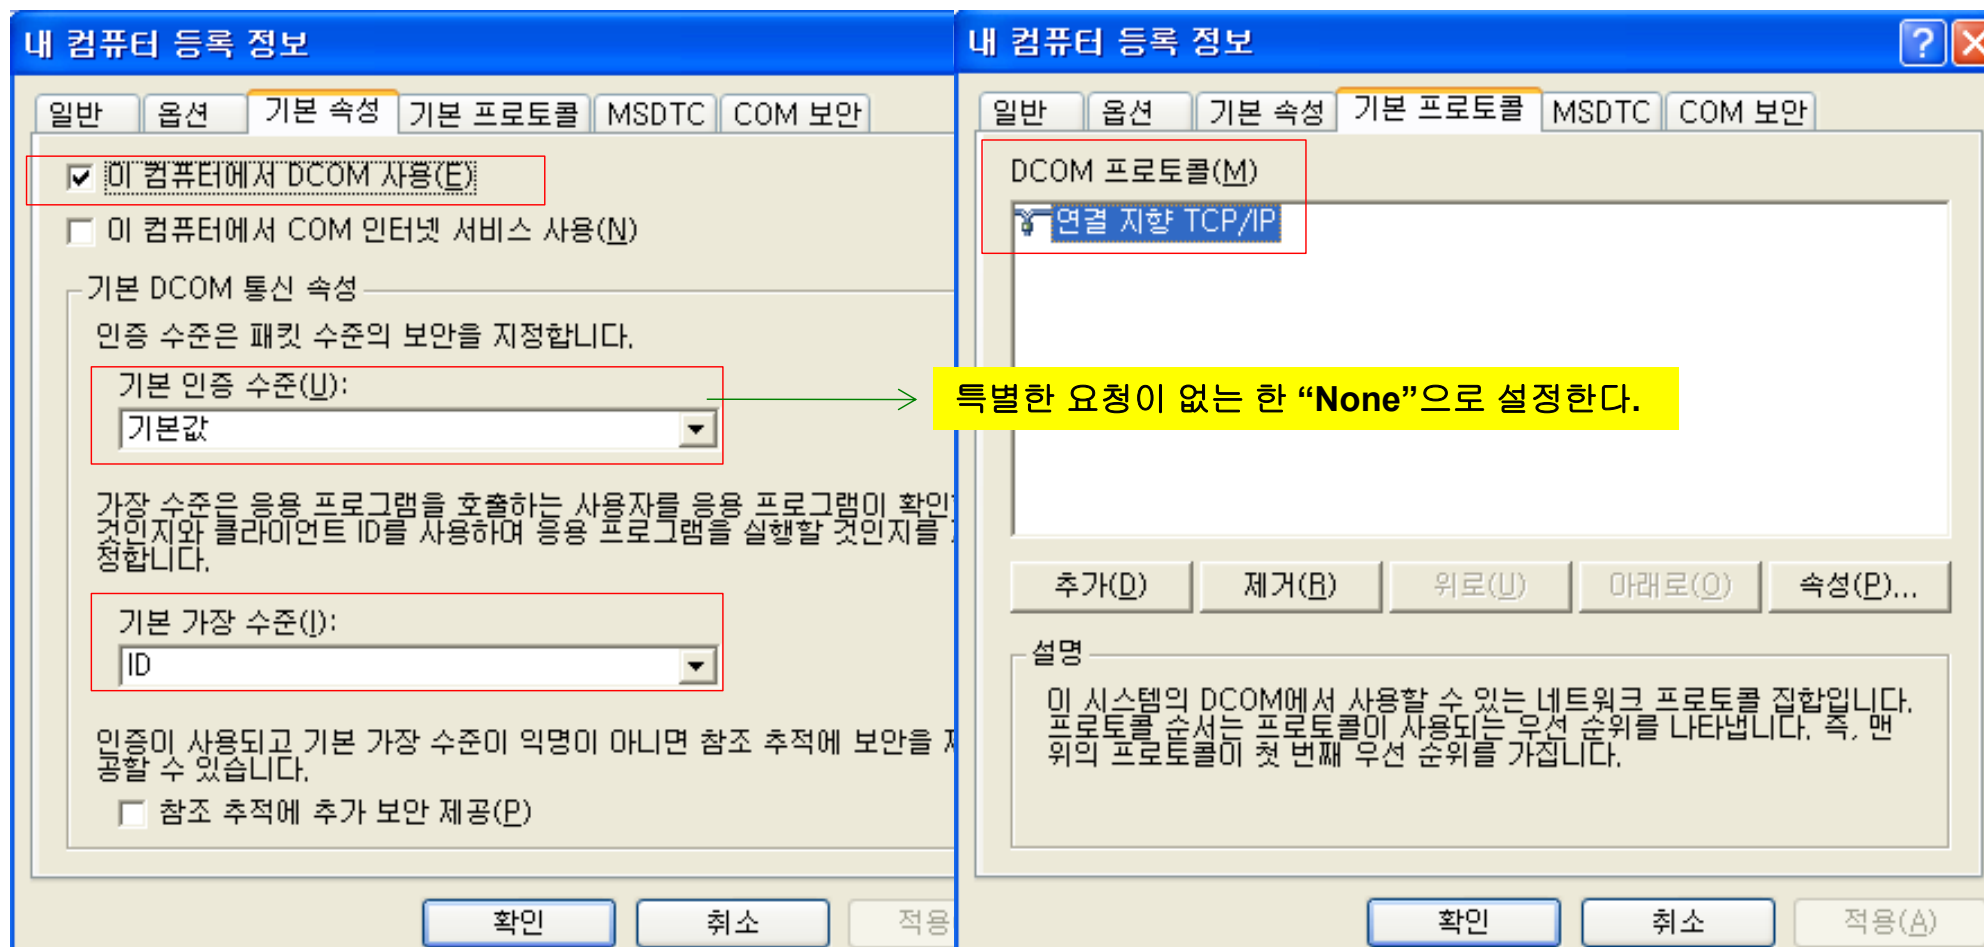 내 컴퓨터 등록 정보
일반 옵션 기본 속성 기본 프로토콜 MSDTC COM 보안
이 컴퓨터에서 DCOM 사용(E)
이 컴퓨터에서 COM 인터넷 서비스 사용(N)
기본 DCOM 통신 속성
인증 수준은 패킷 수준의 보안을 지정합니다.
기본 인증 수준(U):
기본값
가장 수준은 응용 프로그램을 호출하는 사용자를 응용 프로그램이 확인
것인지와 클라이언트 ID를 사용하여 응용 프로그램을 실행할 것인지를
정합니다.
기본 가장 수준(I):
ID
인증이 사용되고 기본 가장 수준이 익명이 아니면 참조 추적에 보안을
공할 수 있습니다.
참조 추적에 추가 보안 제공(P)
확인 취소 적용
특별한 요청이 없는 한 “None”으로 설정한다.
내 컴퓨터 등록 정보
일반 옵션 기본 속성 기본 프로토콜 MSDTC COM 보안
DCOM 프로토콜(M)
연결 지향 TCP/IP
추가(D) 제거(R) 위로(U) 아래로(O) 속성(P)...
설명
이 시스템의 DCOM에서 사용할 수 있는 네트워크 프로토콜 집합입니다.
프로토콜 순서는 프로토콜이 사용되는 우선 순위를 나타냅니다. 즉, 맨
위의 프로토콜이 첫 번째 우선 순위를 가집니다.
확인 취소 적용(A)